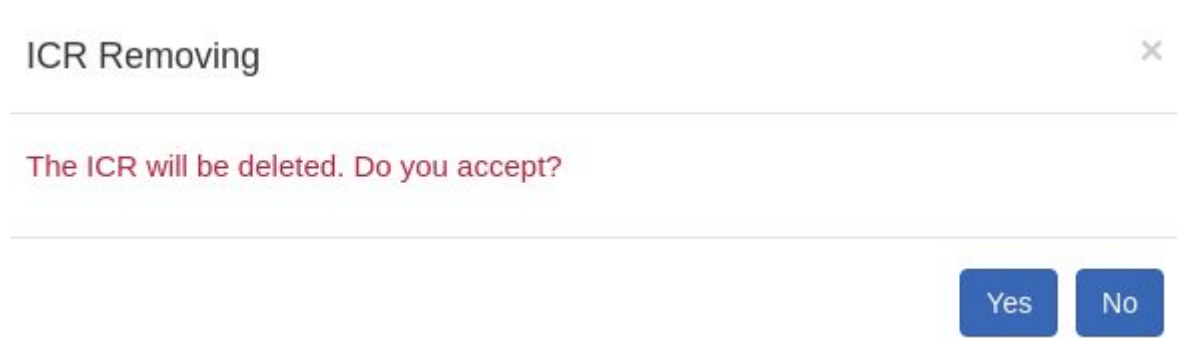 ICR Removing
×
The ICR will be deleted. Do you accept?
Yes No